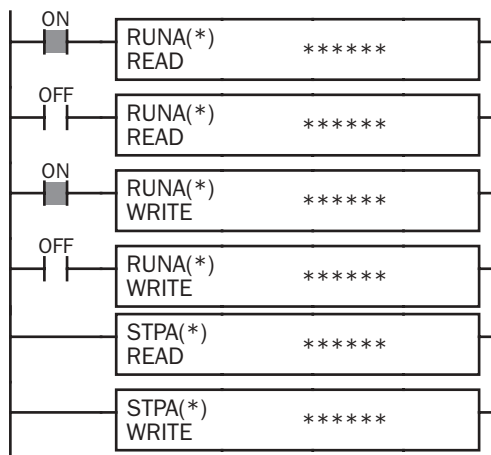 ON
RUNA(*)
READ ******
OFF
RUNA(*)
READ ******
ON
RUNA(*)
WRITE ******
OFF
RUNA(*)
WRITE ******
STPA(*)
READ ******
STPA(*)
WRITE ******